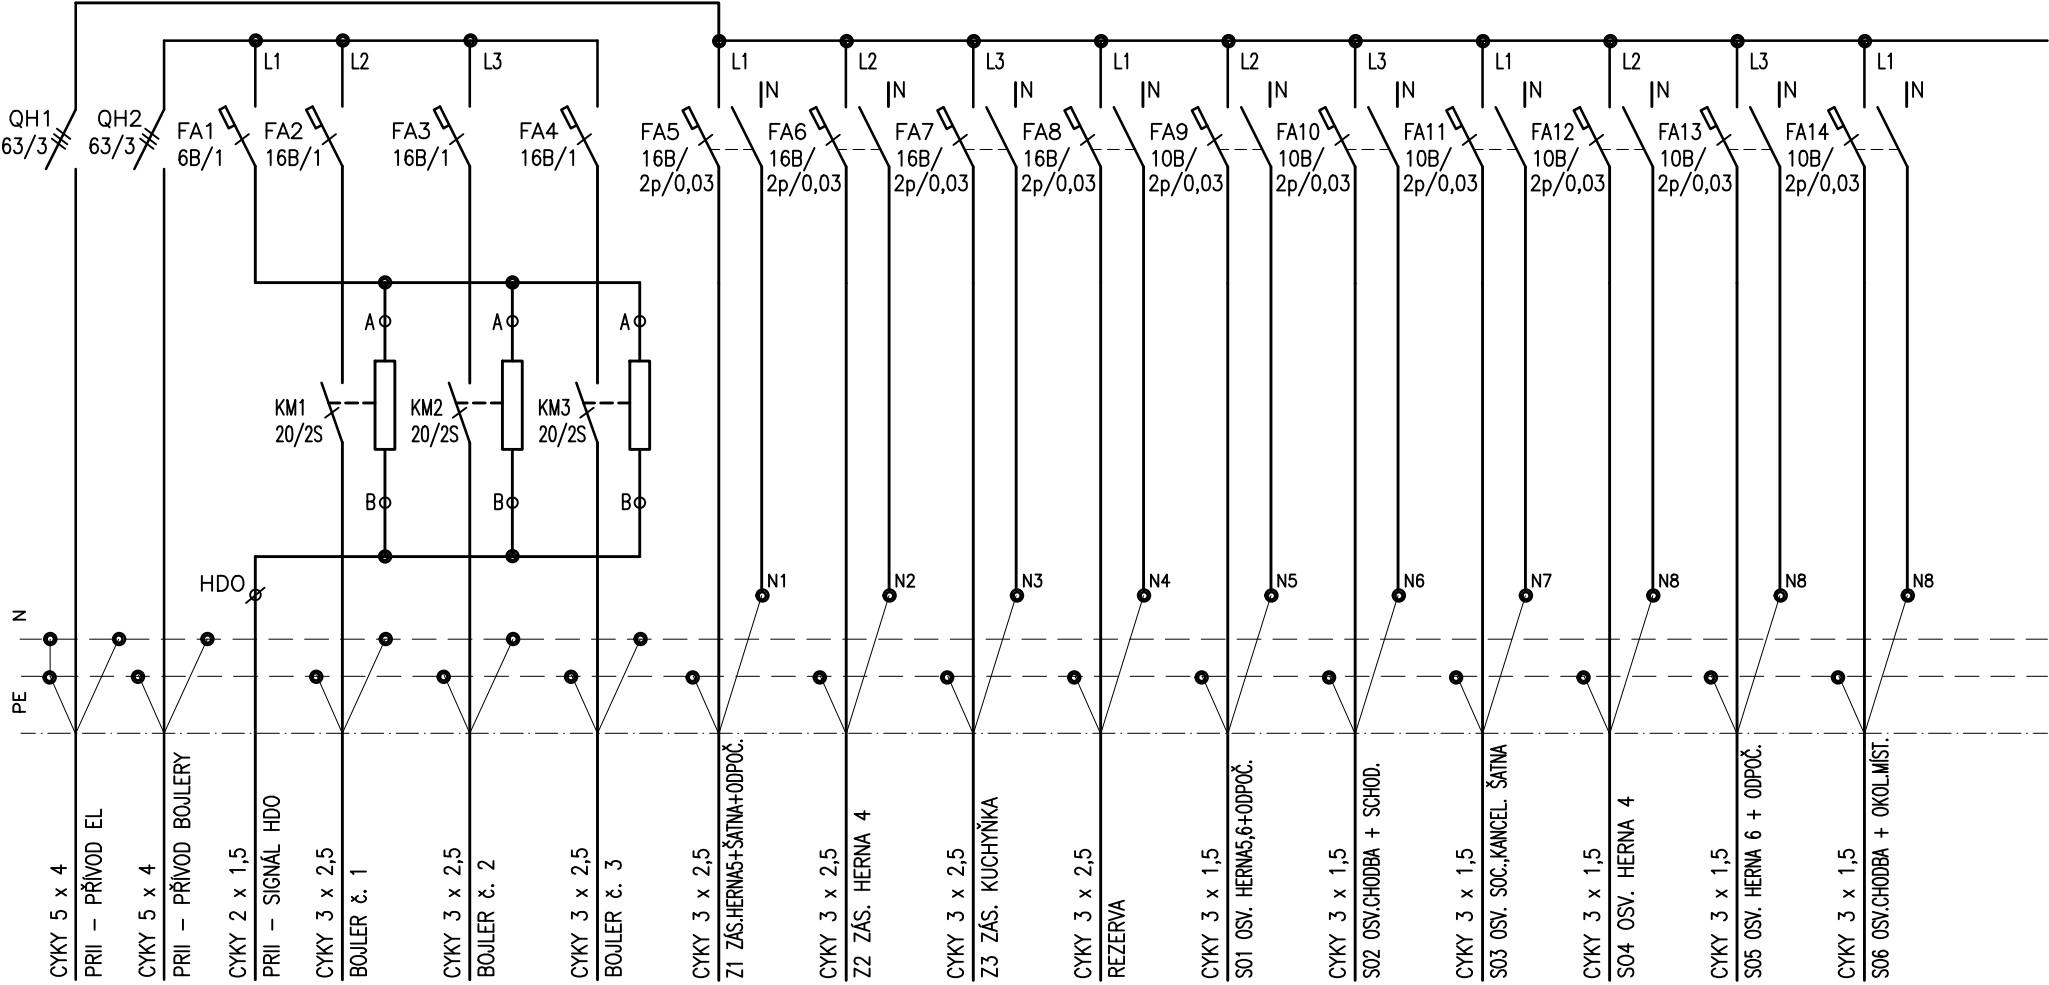 L1
L2
L3
L1
L2
L3
L1
L2
L3
L1
L2
L3
L1
N
N
N
N
N
N
N
N
N
N
QH1
63/3
QH2
63/3
FA1
6B/1
FA2
16B/1
FA3
16B/1
FA4
16B/1
FA5
16B/
2p/0,03
FA6
16B/
2p/0,03
FA7
16B/
2p/0,03
FA8
16B/
2p/0,03
FA9
10B/
2p/0,03
FA10
10B/
2p/0,03
FA11
10B/
2p/0,03
FA12
10B/
2p/0,03
FA13
10B/
2p/0,03
FA14
10B/
2p/0,03
A
A
A
KM1
20/2S
KM2
20/2S
KM3
20/2S
B
B
B
HDO
N1
N2
N3
N4
N5
N6
N7
N8
N8
N8
N
PE
CYKY 5 x 4
PRII – PŘÍVOD EL
CYKY 5 x 4
PRII – PŘÍVOD BOJLERY
CYKY 2 x 1,5
PRII – SIGNÁL HDO
CYKY 3 x 2,5
BOJLER č. 1
CYKY 3 x 2,5
BOJLER č. 2
CYKY 3 x 2,5
BOJLER č. 3
CYKY 3 x 2,5
Z1 ZÁS.HERNA5+ŠATNA+ODPOČ.
CYKY 3 x 2,5
Z2 ZÁS. HERNA 4
CYKY 3 x 2,5
Z3 ZÁS. KUCHYŇKA
CYKY 3 x 2,5
REZERVA
CYKY 3 x 1,5
SO1 OSV. HERNA5,6+ODPOČ.
CYKY 3 x 1,5
SO2 OSV.CHODBA + SCHOD.
CYKY 3 x 1,5
SO3 OSV. SOC.,KANCEL. ŠATNA
CYKY 3 x 1,5
SO4 OSV. HERNA 4
CYKY 3 x 1,5
SO5 OSV. HERNA 6 + ODPOČ.
CYKY 3 x 1,5
SO6 OSV.CHODBA + OKOL.MÍST.